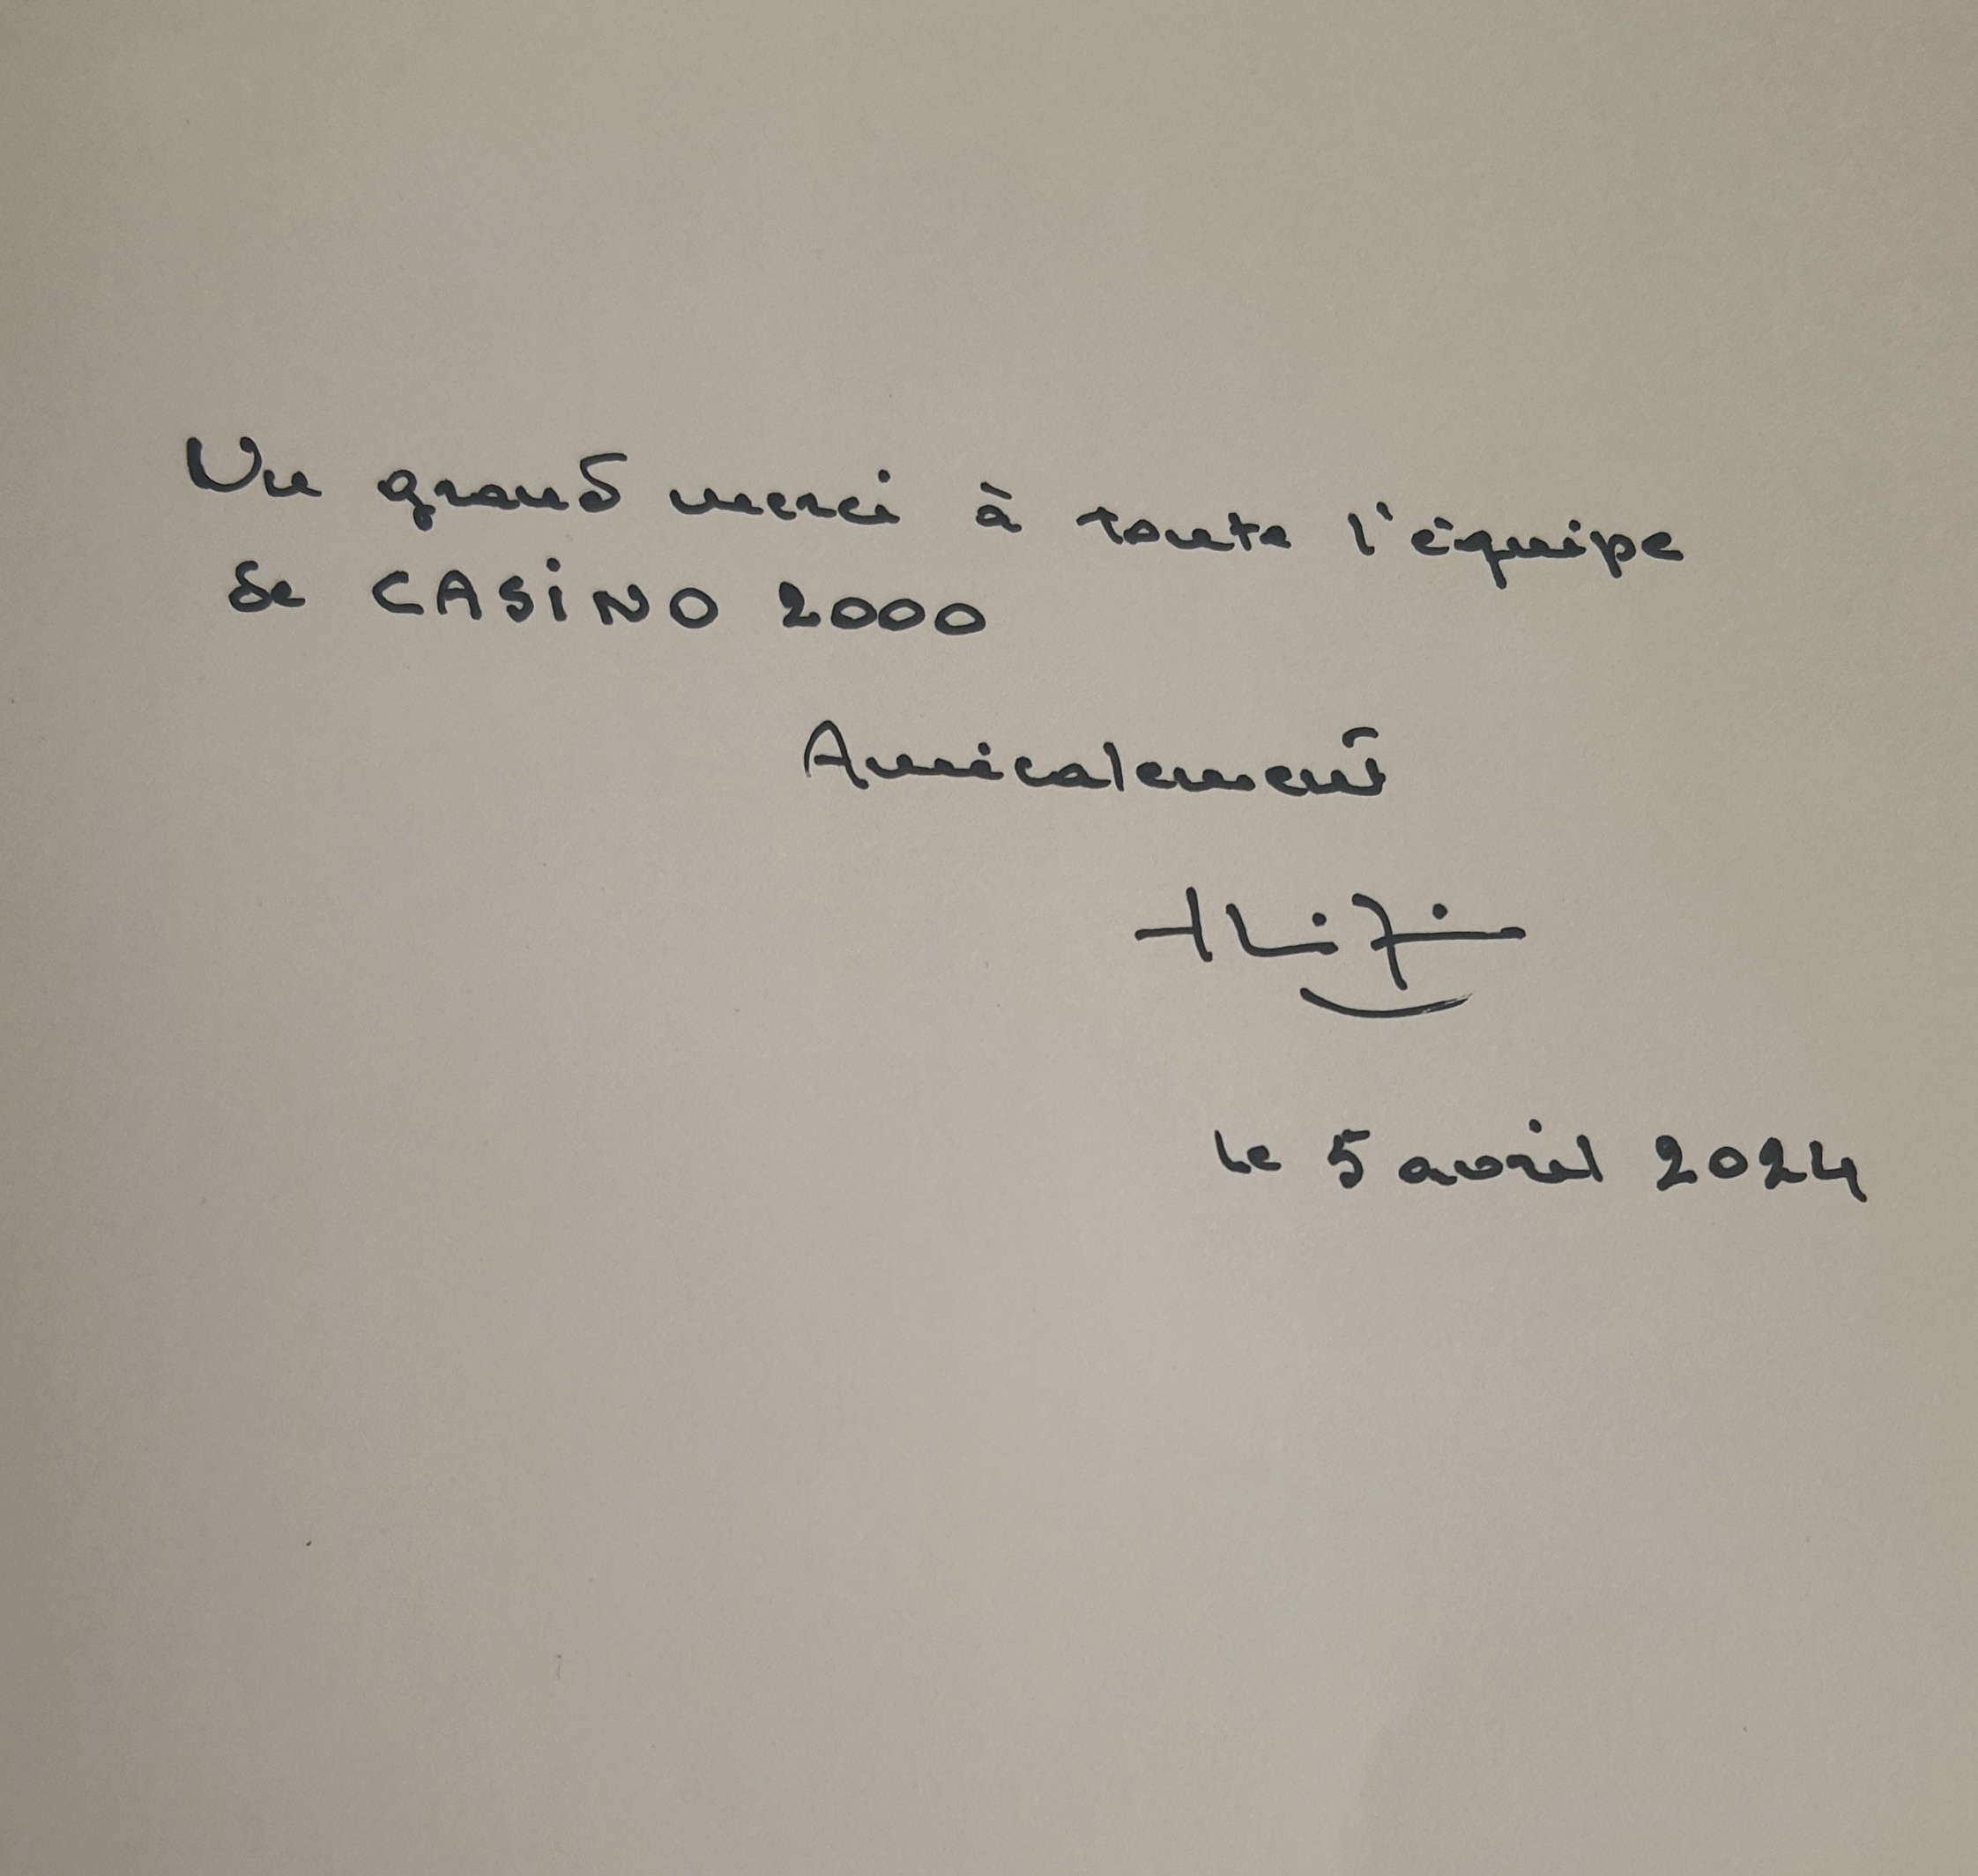 Un grand merci à toute l'équipe
de CASiNO 2000
Amicalement
le 5 avril 2024